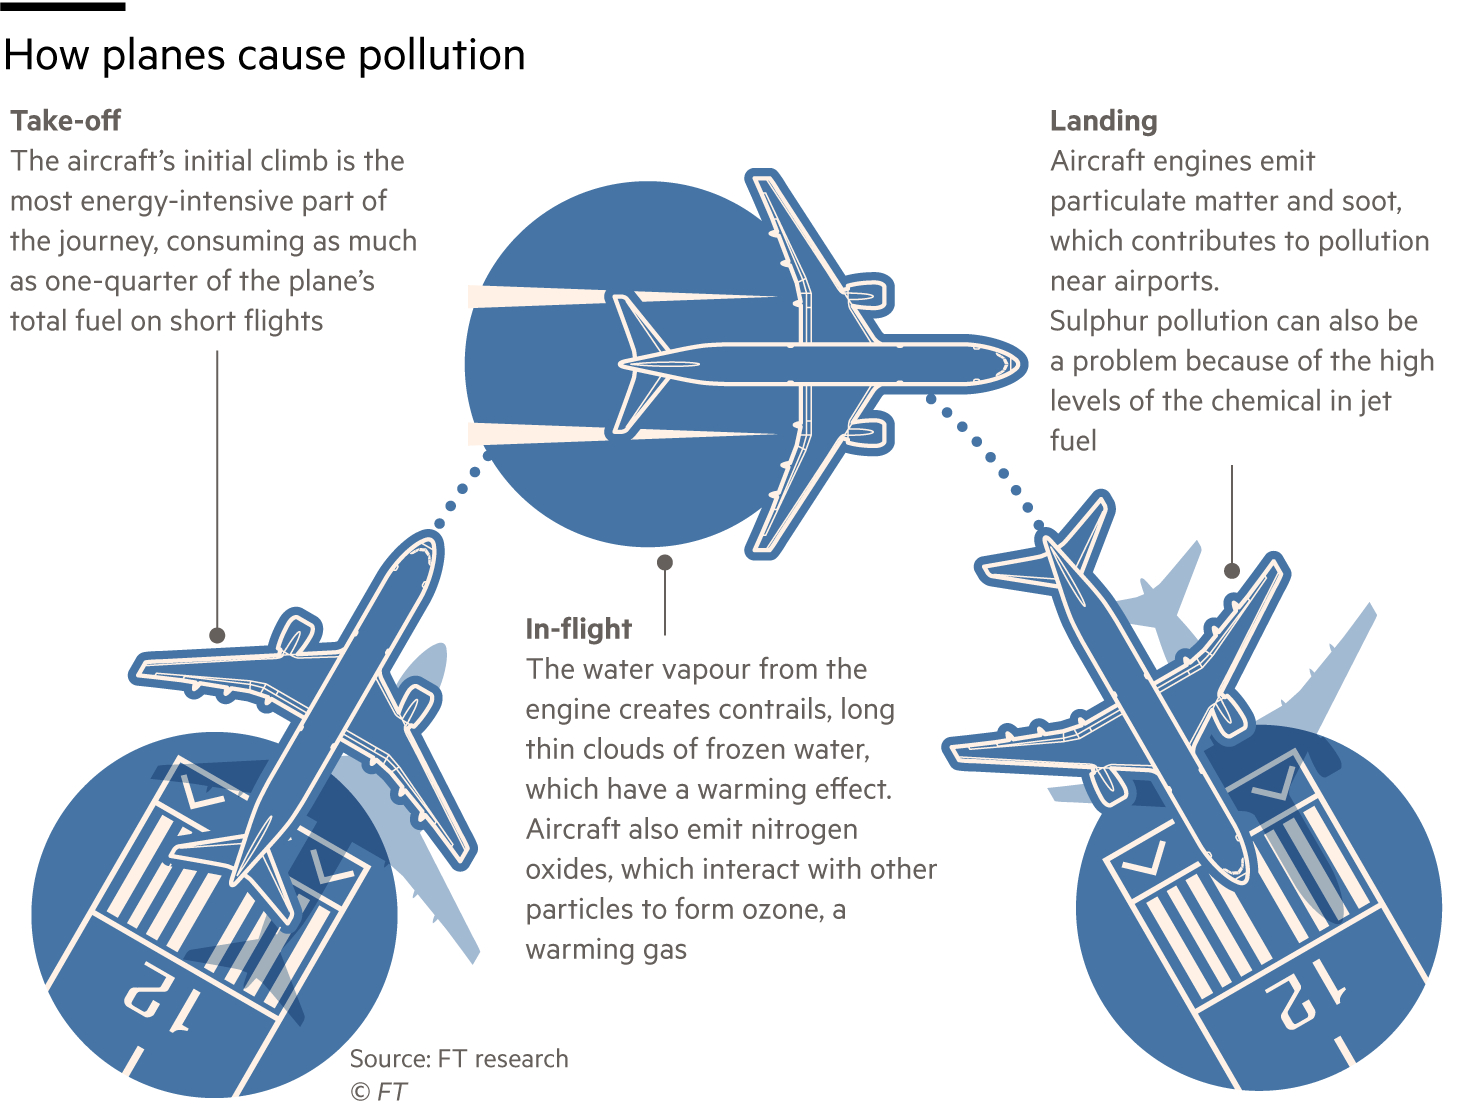 How planes cause pollution
Take-off
The aircraft’s initial climb is the
most energy-intensive part of
the journey, consuming as much
as one-quarter of the plane’s
total fuel on short flights
Landing
Aircraft engines emit
particulate matter and soot,
which contributes to pollution
near airports.
Sulphur pollution can also be
a problem because of the high
levels of the chemical in jet
fuel
In-flight
The water vapour from the
engine creates contrails, long
thin clouds of frozen water,
which have a warming effect.
Aircraft also emit nitrogen
oxides, which interact with other
particles to form ozone, a
warming gas
12
12
Source: FT research
© FT